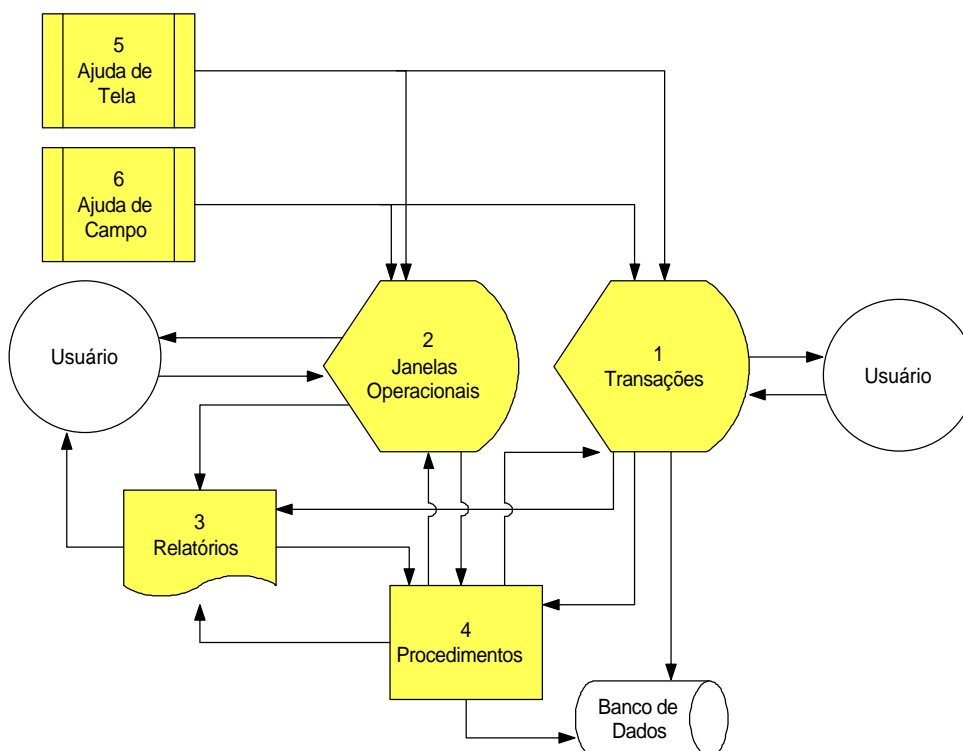 5
Ajuda de
Tela
6
Ajuda de
Campo
Usuário
2
Janelas
Operacionais
1
Transações
Usuário
3
Relatórios
4
Procedimentos
Banco de
Dados